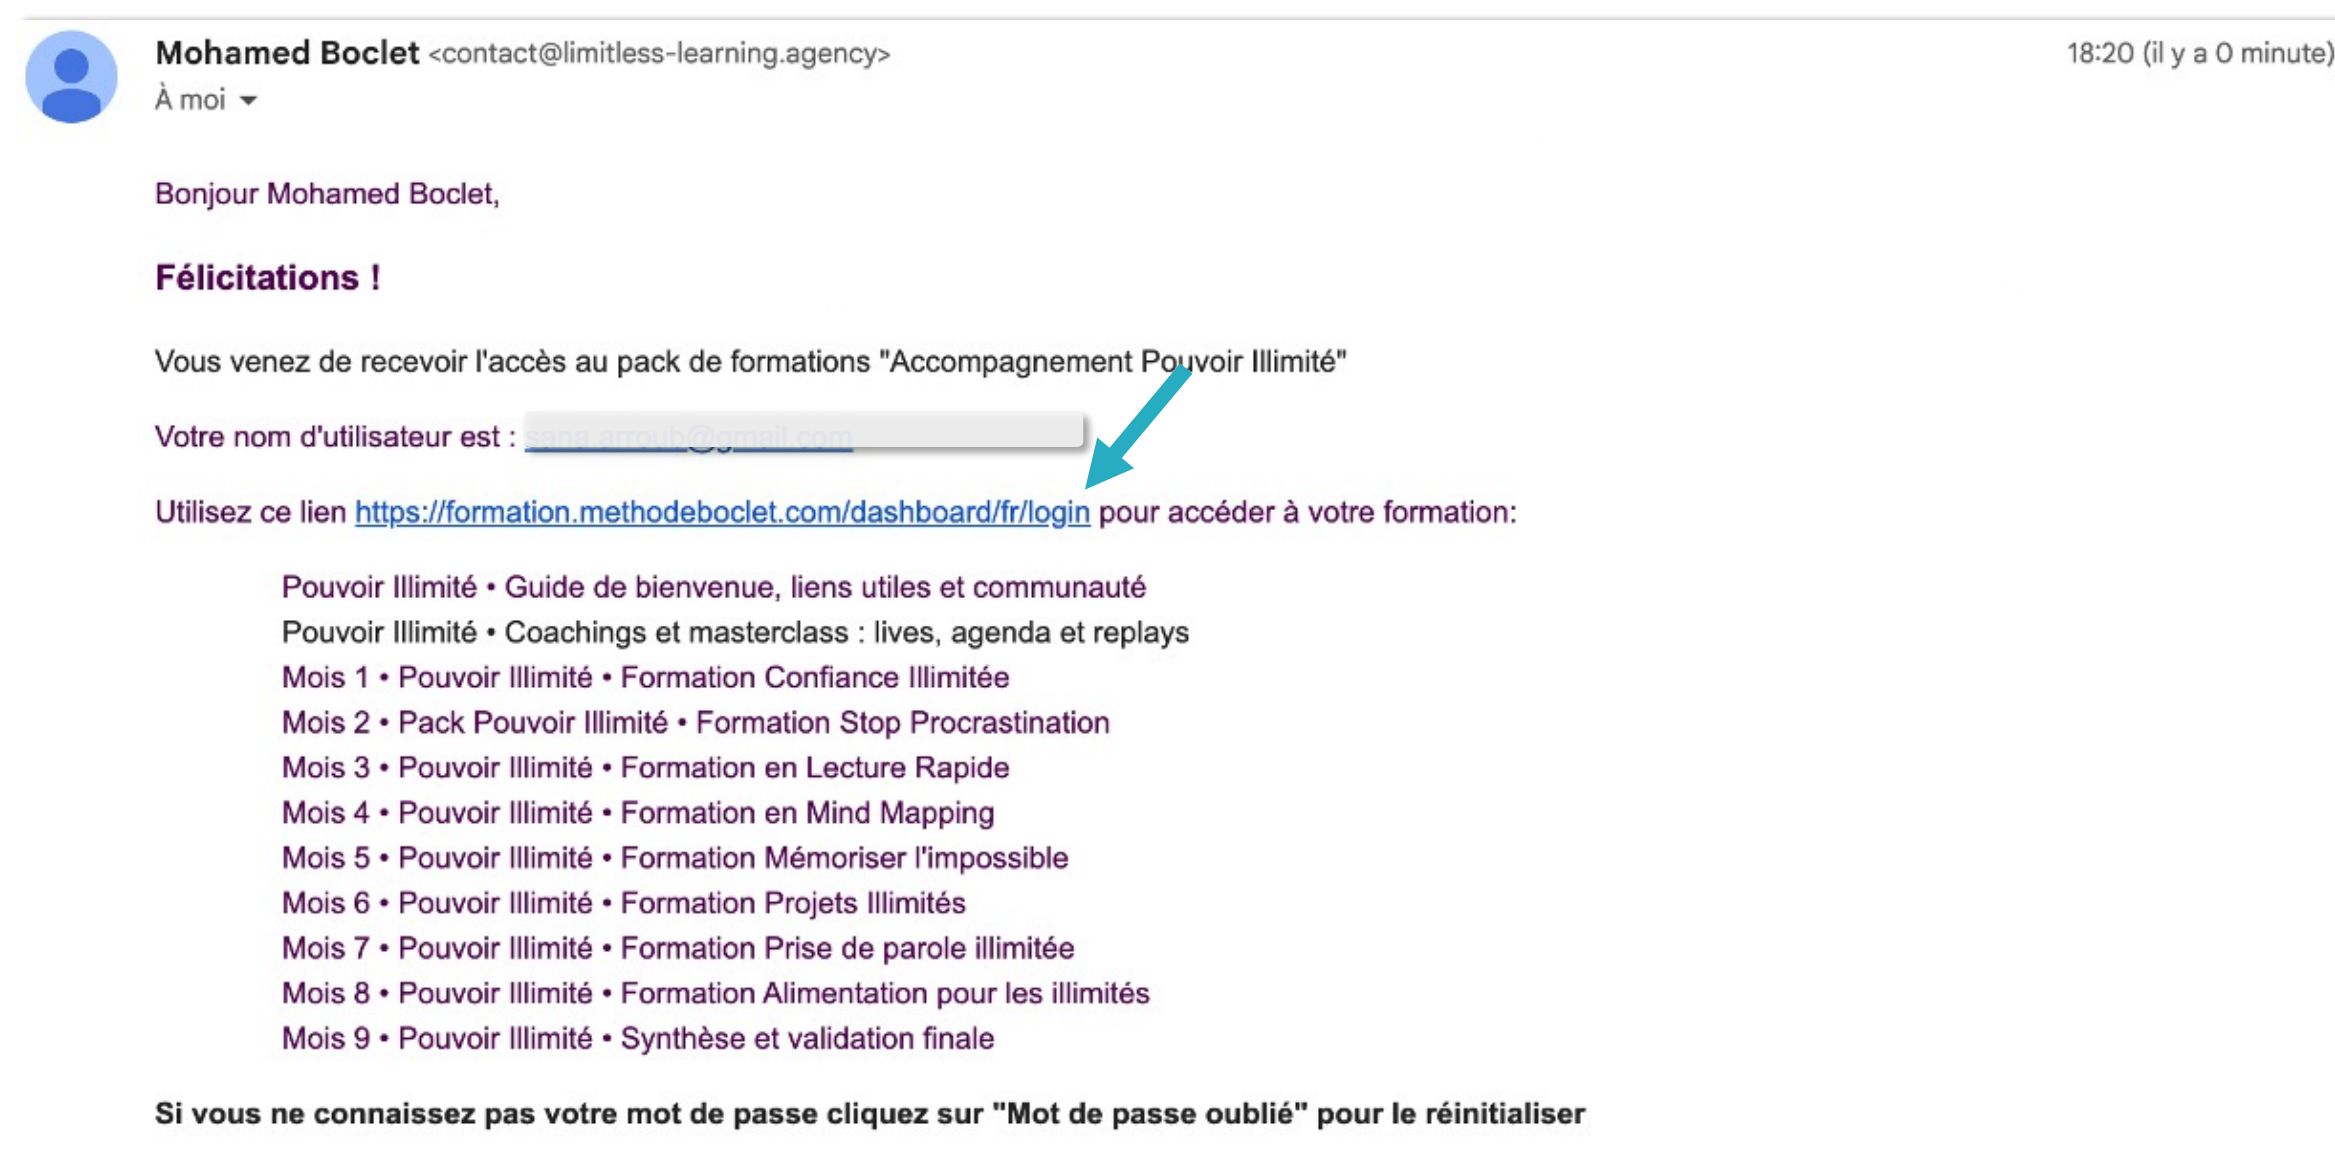 Mohamed Boclet <contact@limitless-learning.agency>
18:20 (il y a 0 minute)
À moi
Bonjour Mohamed Boclet,
Félicitations !
Vous venez de recevoir l'accès au pack de formations "Accompagnement Pouvoir Illimité"
Votre nom d'utilisateur est :
Utilisez ce lien https://formation.methodeboclet.com/dashboard/fr/login pour accéder à votre formation:
Pouvoir Illimité • Guide de bienvenue, liens utiles et communauté
Pouvoir Illimité • Coachings et masterclass : lives, agenda et replays
Mois 1 • Pouvoir Illimité • Formation Confiance Illimitée
Mois 2 • Pack Pouvoir Illimité • Formation Stop Procrastination
Mois 3 • Pouvoir Illimité • Formation en Lecture Rapide
Mois 4 • Pouvoir Illimité • Formation en Mind Mapping
Mois 5 • Pouvoir Illimité • Formation Mémoriser l'impossible
Mois 6 • Pouvoir Illimité • Formation Projets Illimités
Mois 7 • Pouvoir Illimité • Formation Prise de parole illimitée
Mois 8 • Pouvoir Illimité • Formation Alimentation pour les illimités
Mois 9 • Pouvoir Illimité • Synthèse et validation finale
Si vous ne connaissez pas votre mot de passe cliquez sur "Mot de passe oublié" pour le réinitialiser